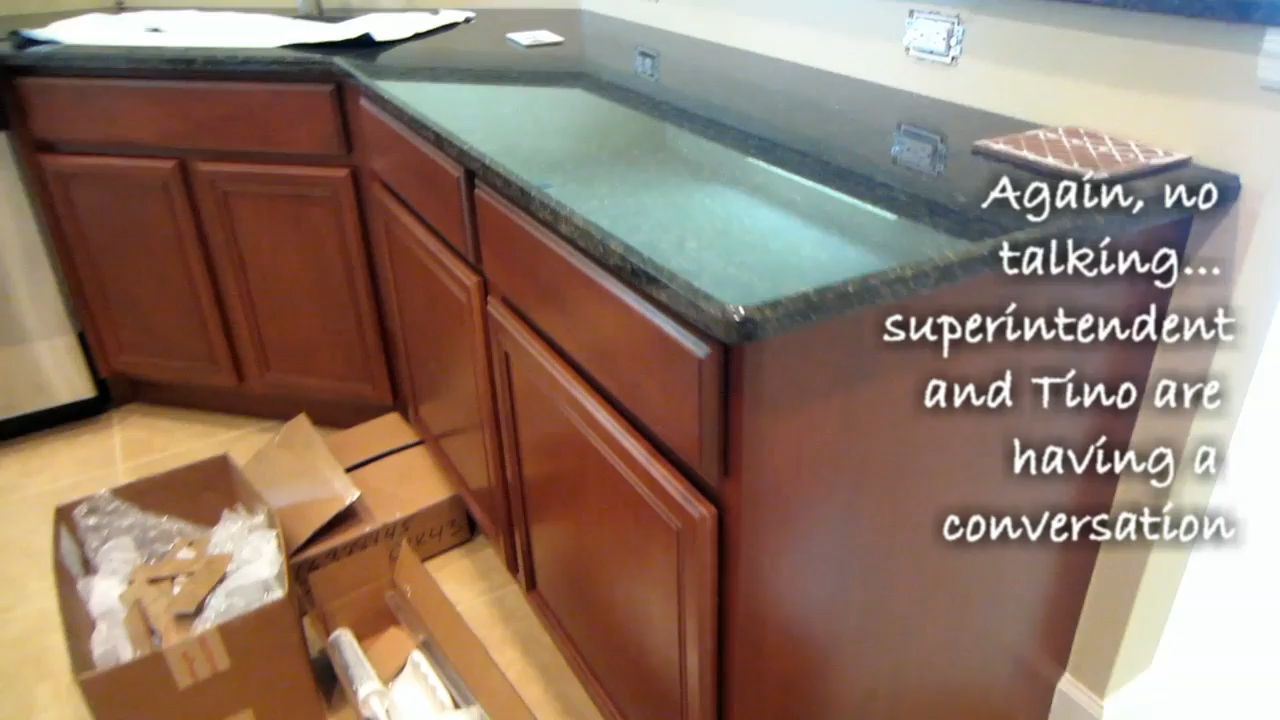 Again, no
talking...
superintendent
and Tino are
having a
conversation